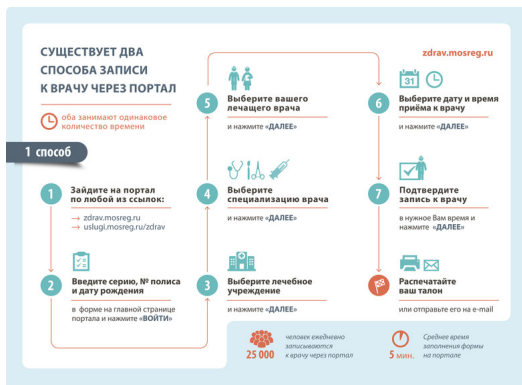 СУЩЕСТВУЕТ ДВА
СПОСОБА ЗАПИСИ
К ВРАЧУ ЧЕРЕЗ ПОРТАЛ
оба занимают одинаковое
количество времени
zdrav.mosreg.ru
1 способ
1
Зайдите на портал
по любой из ссылок:
→ zdrav.mosreg.ru
→ uslugi.mosreg.ru/zdrav
2
Введите серию, № полиса
и дату рождения
в форме на главной странице
портала и нажмите «ВОЙТИ»
3
Выберите лечебное
учреждение
и нажмите «ДАЛЕЕ»
4
Выберите
специализацию врача
и нажмите «ДАЛЕЕ»
5
Выберите вашего
лечащего врача
и нажмите «ДАЛЕЕ»
31
6
Выберите дату и время
приёма к врачу
и нажмите «ДАЛЕЕ»
7
Подтвердите
запись к врачу
в нужное Вам время и
нажмите «ДАЛЕЕ»
Распечатайте
ваш талон
или отправьте его на e-mail
25 000
человек ежедневно
записываются
к врачу через портал
5 мин.
Среднее время
заполнения формы
на портале